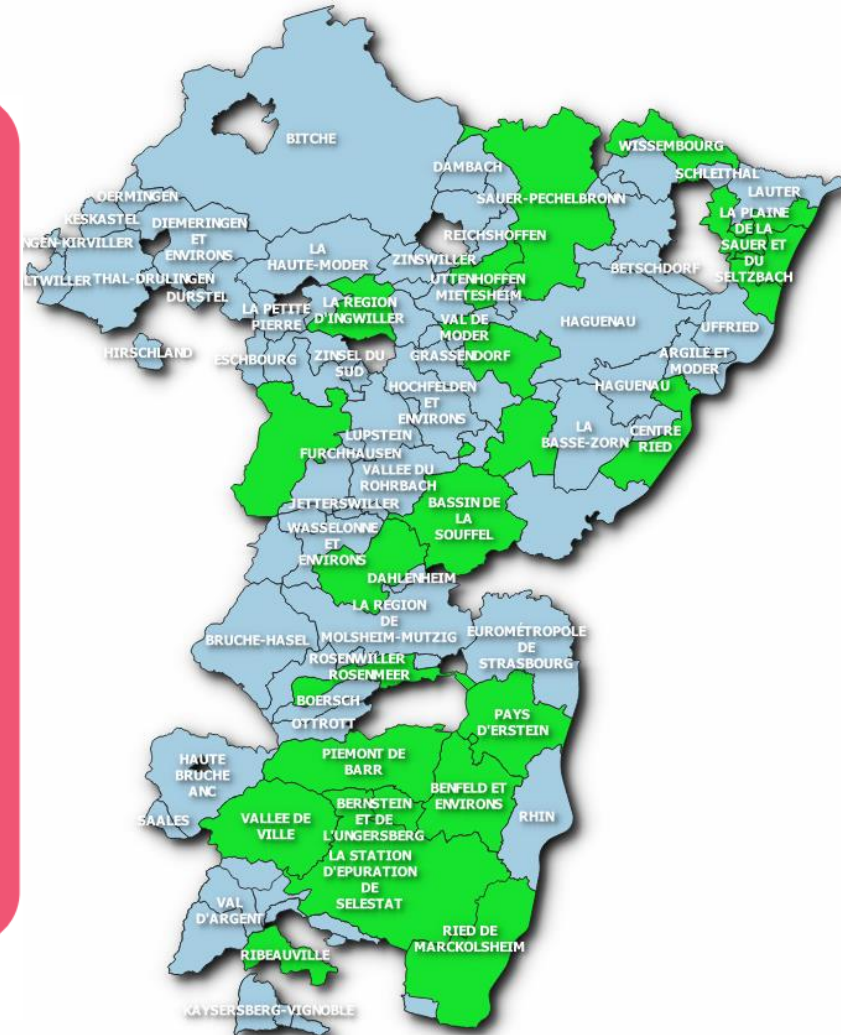 BITCHE
WISSEMBOURG
DAMBACH
SCHLEITHAL
LAUTER
OERMINGEN
SAUER-PECHELBRONN
KESKASTEL
DIEMERINGEN
ET
ENVIRONS
LA PLAINE
DE LA
SAUER ET
DU
SELTZBACH
NGEN-KIRVILLER
REICHSHOFFEN
LA
HAUTE-MODER
ZINSWILLER
BETSCHDORF
LTWILLER
THAL-DRULINGEN
UTTENHOFFEN
MIETESHEIM
DURSTEL
LA REGION
D'INGWILLER
LA PETITE
PIERRE
VAL DE
MODER
HAGUENAU
UFFRIED
HIRSCHLAND
ESCHBOURG
ZINSEL DU
SUD
GRASSENDORF
ARGILE ET
MODER
HOCHFELDEN
ET
ENVIRONS
HAGUENAU
LA
BASSE-ZORN
CENTRE
RIED
LUPSTEIN
FURCHHAUSEN
VALLEE DU
ROHRBACH
JETTERSWILLER
BASSIN DE
LA
SOUFFEL
WASSELONNE
ET
ENVIRONS
DAHLENHEIM
LA REGION
DE
MOLSHEIM-MUTZIG
BRUCHE-HASEL
EUROMÉTROPOLE
DE
STRASBOURG
ROSENWILLER
ROSENMEER
BOERSCH
OTTROTT
PAYS
D'ERSTEIN
HAUTE
BRUCHE
ANC
PIEMONT DE
BARR
BENFELD ET
ENVIRONS
RHIN
SAALES
VALLEE DE
VILLE
BERNSTEIN
ET DE
L'UNGERSBERG
LA STATION
D'EPURATION
DE
SELESTAT
VAL
D'ARGENT
RIED DE
MARCKOLSHEIM
RIBEAUVILLE
KAYSERSBERG-VIGNOBLE